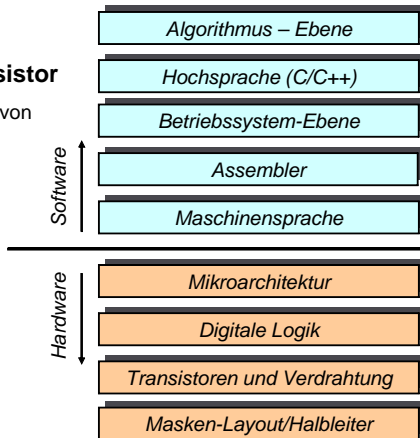 Algorithmus – Ebene
Hochsprache (C/C++)
von
Betriebssystem-Ebene
Assembler
Software
Maschinensprache
Mikroarchitektur
Hardware
Digitale Logik
Transistoren und Verdrahtung
Masken-Layout/Halbleiter